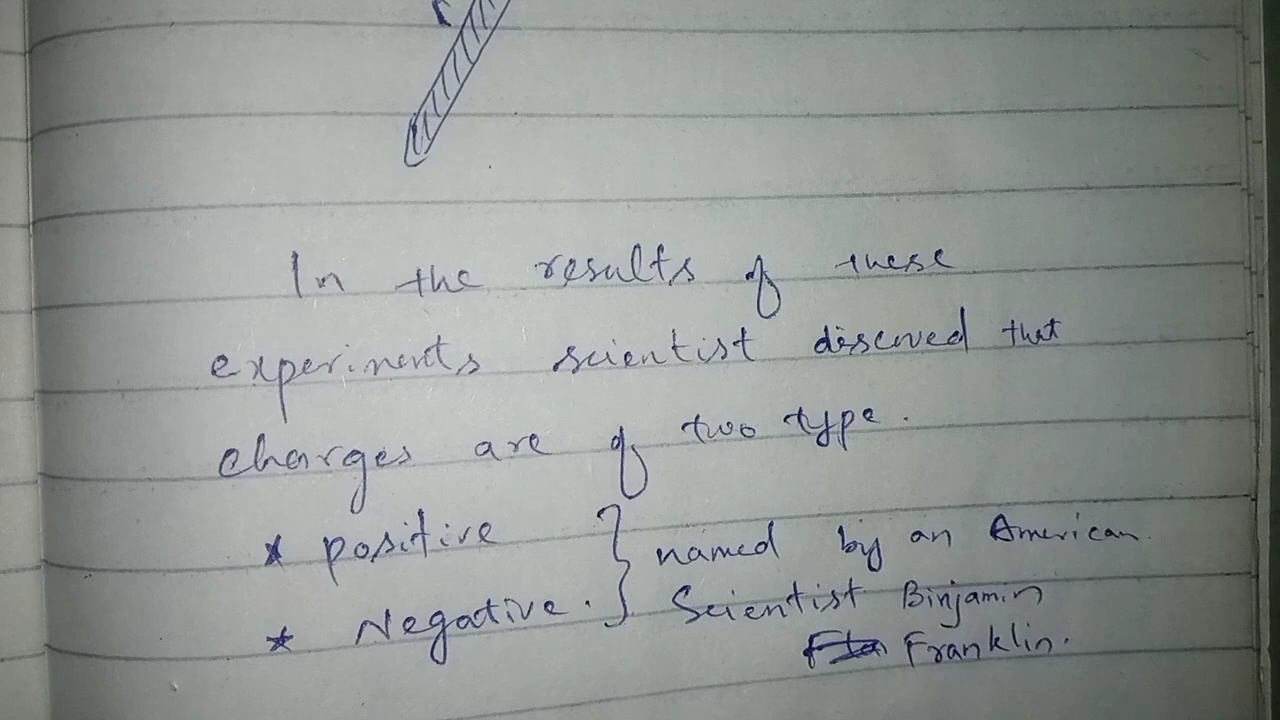 In the results of these
experiments scientist discoved that
charges are of two type.
* positive } named by an American.
* Negative. } Scientist Binjamin
Franklin.